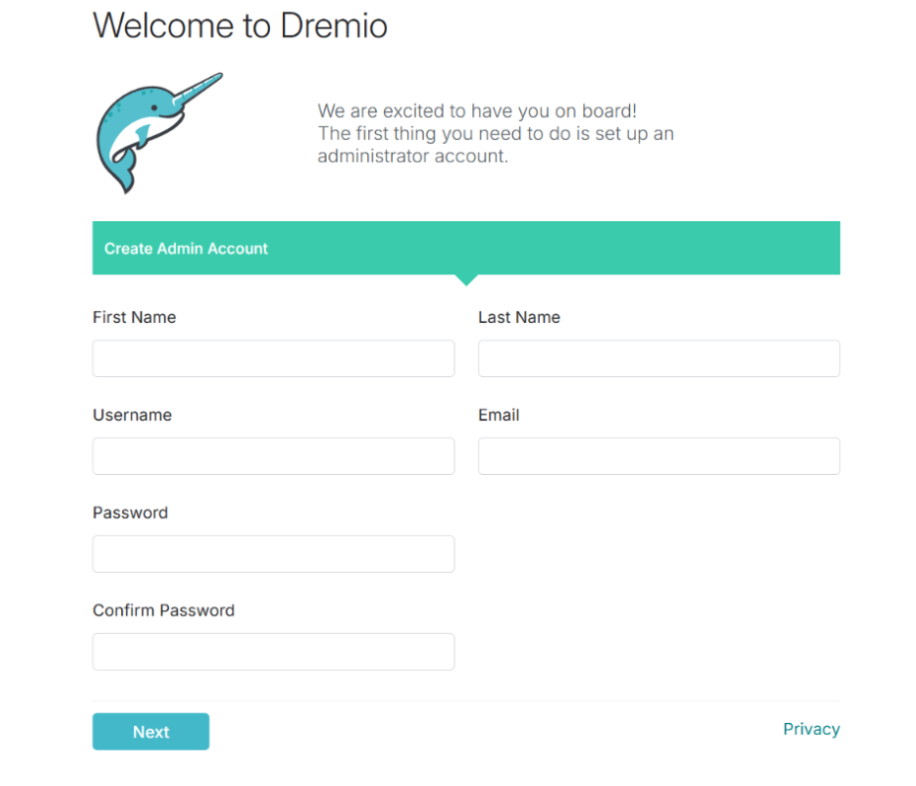 Welcome to Dremio
We are excited to have you on board!
The first thing you need to do is set up an
administrator account.
Create Admin Account
First Name
Last Name
Username
Email
Password
Confirm Password
Next
Privacy